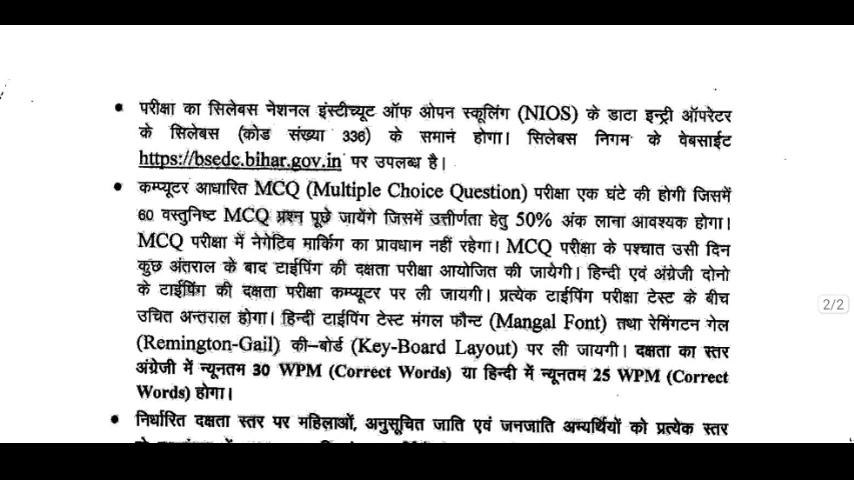 • परीक्षा का सिलेबस नेशनल इंस्टीच्यूट ऑफ ओपन स्कूलिंग (NIOS) के डाटा इन्ट्री ऑपरेटर
के सिलेबस (कोड संख्या 336) के समान होगा। सिलेबस निगम के वेबसाईट
https://bsedc.bihar.gov.in पर उपलब्ध है।
• कम्प्यूटर आधारित MCQ (Multiple Choice Question) परीक्षा एक घंटे की होगी जिसमें
60 वस्तुनिष्ट MCQ प्रश्न पूछे जायेंगे जिसमें उत्तीर्णता हेतु 50% अंक लाना आवश्यक होगा।
MCQ परीक्षा में नेगेटिव मार्किंग का प्रावधान नहीं रहेगा। MCQ परीक्षा के पश्चात उसी दिन
कुछ अंतराल के बाद टाईपिंग की दक्षता परीक्षा आयोजित की जायेगी। हिन्दी एवं अंग्रेजी दोनो
के टाईपिंग की दक्षता परीक्षा कम्प्यूटर पर ली जायगी। प्रत्येक टाईपिंग परीक्षा टेस्ट के बीच
उचित अन्तराल होगा। हिन्दी टाईपिंग टेस्ट मंगल फौन्ट (Mangal Font) तथा रेमिंगटन गेल
(Remington-Gail) की–बोर्ड (Key-Board Layout) पर ली जायगी। दक्षता का स्तर
अंग्रेजी में न्यूनतम 30 WPM (Correct Words) या हिन्दी में न्यूनतम 25 WPM (Correct
Words) होगा।
• निर्धारित दक्षता स्तर पर महिलाओं, अनुसूचित जाति एवं जनजाति अभ्यर्थियों को प्रत्येक स्तर
2/2